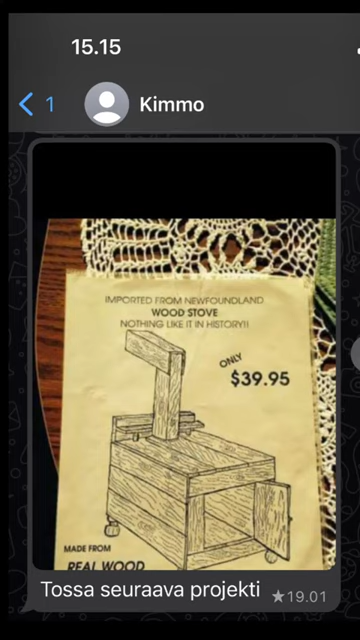 15.15
1
Kimmo
IMPORTED FROM NEWFOUNDLAND
WOOD STOVE
NOTHING LIKE IT IN HISTORY!!
ONLY
$39.95
MADE FROM
REAL WOOD
Tossa seuraava projekti
19.01